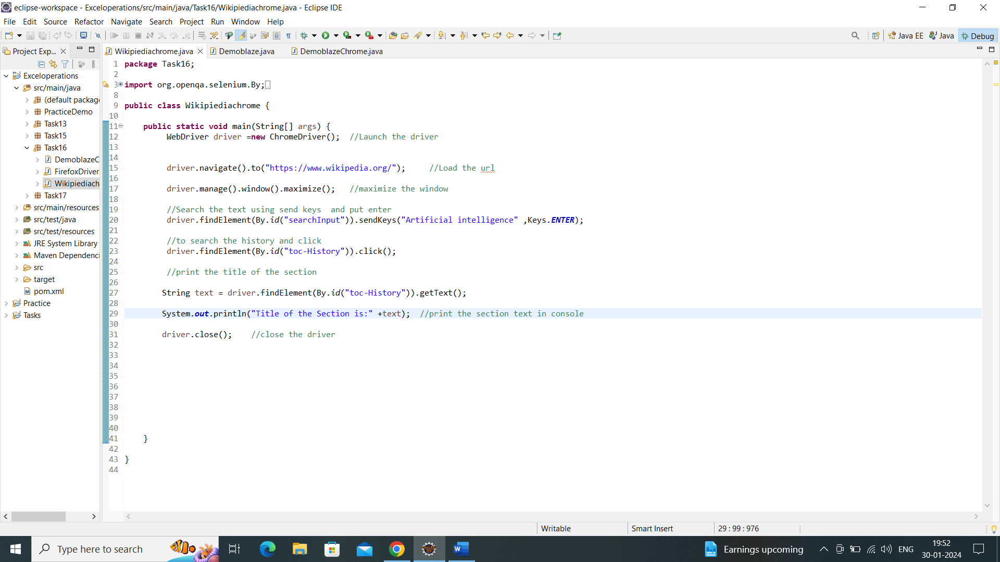 eclipse-workspace - Exceloperations/src/main/java/Task16/Wikipiediachrome.java - Eclipse IDE
File Edit Source Refactor Navigate Search Project Run Window Help
Java EE Java Debug
Project Exp...
Wikipiediachrome.java Demoblaze.java DemoblazeChrome.java
Exceloperations
src/main/java
(default package
PracticeDemo
Task13
Task15
Task16
DemoblazeC
FirefoxDriver
Wikipiediach
Task17
src/main/resources
src/test/java
src/test/resources
JRE System Library
Maven Dependenci
src
target
pom.xml
Practice
Tasks
1 package Task16;
2
3 import org.openqa.selenium.By;
8
9 public class Wikipiediachrome {
10
11 public static void main(String[] args) {
12 WebDriver driver =new ChromeDriver(); //Launch the driver
13
14
15 driver.navigate().to("https://www.wikipedia.org/"); //Load the url
16
17 driver.manage().window().maximize(); //maximize the window
18
19 //Search the text using send keys  and put enter
20 driver.findElement(By.id("searchInput")).sendKeys("Artificial intelligence" ,Keys.ENTER);
21
22 //to search the history and click
23 driver.findElement(By.id("toc-History")).click();
24
25 //print the title of the section
26
27 String text = driver.findElement(By.id("toc-History")).getText();
28
29 System.out.println("Title of the Section is:" +text); //print the section text in console
30
31 driver.close(); //close the driver
32
33
34
35
36
37
38
39
40
41 }
42
43 }
44
Writable Smart Insert 29 : 99 : 976
Type here to search
Earnings upcoming
ENG
19:52
30-01-2024